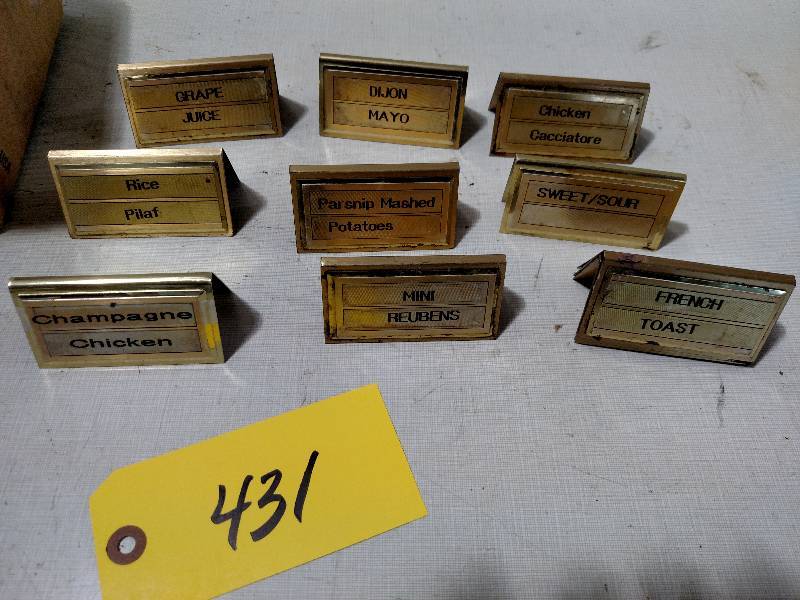 GRAPE
JUICE
DIJON
MAYO
Chicken
Cacciatore
Rice
Pilaf
Parsnip Mashed
Potatoes
SWEET/SOUR
Champagne
Chicken
MINI
REUBENS
FRENCH
TOAST
431